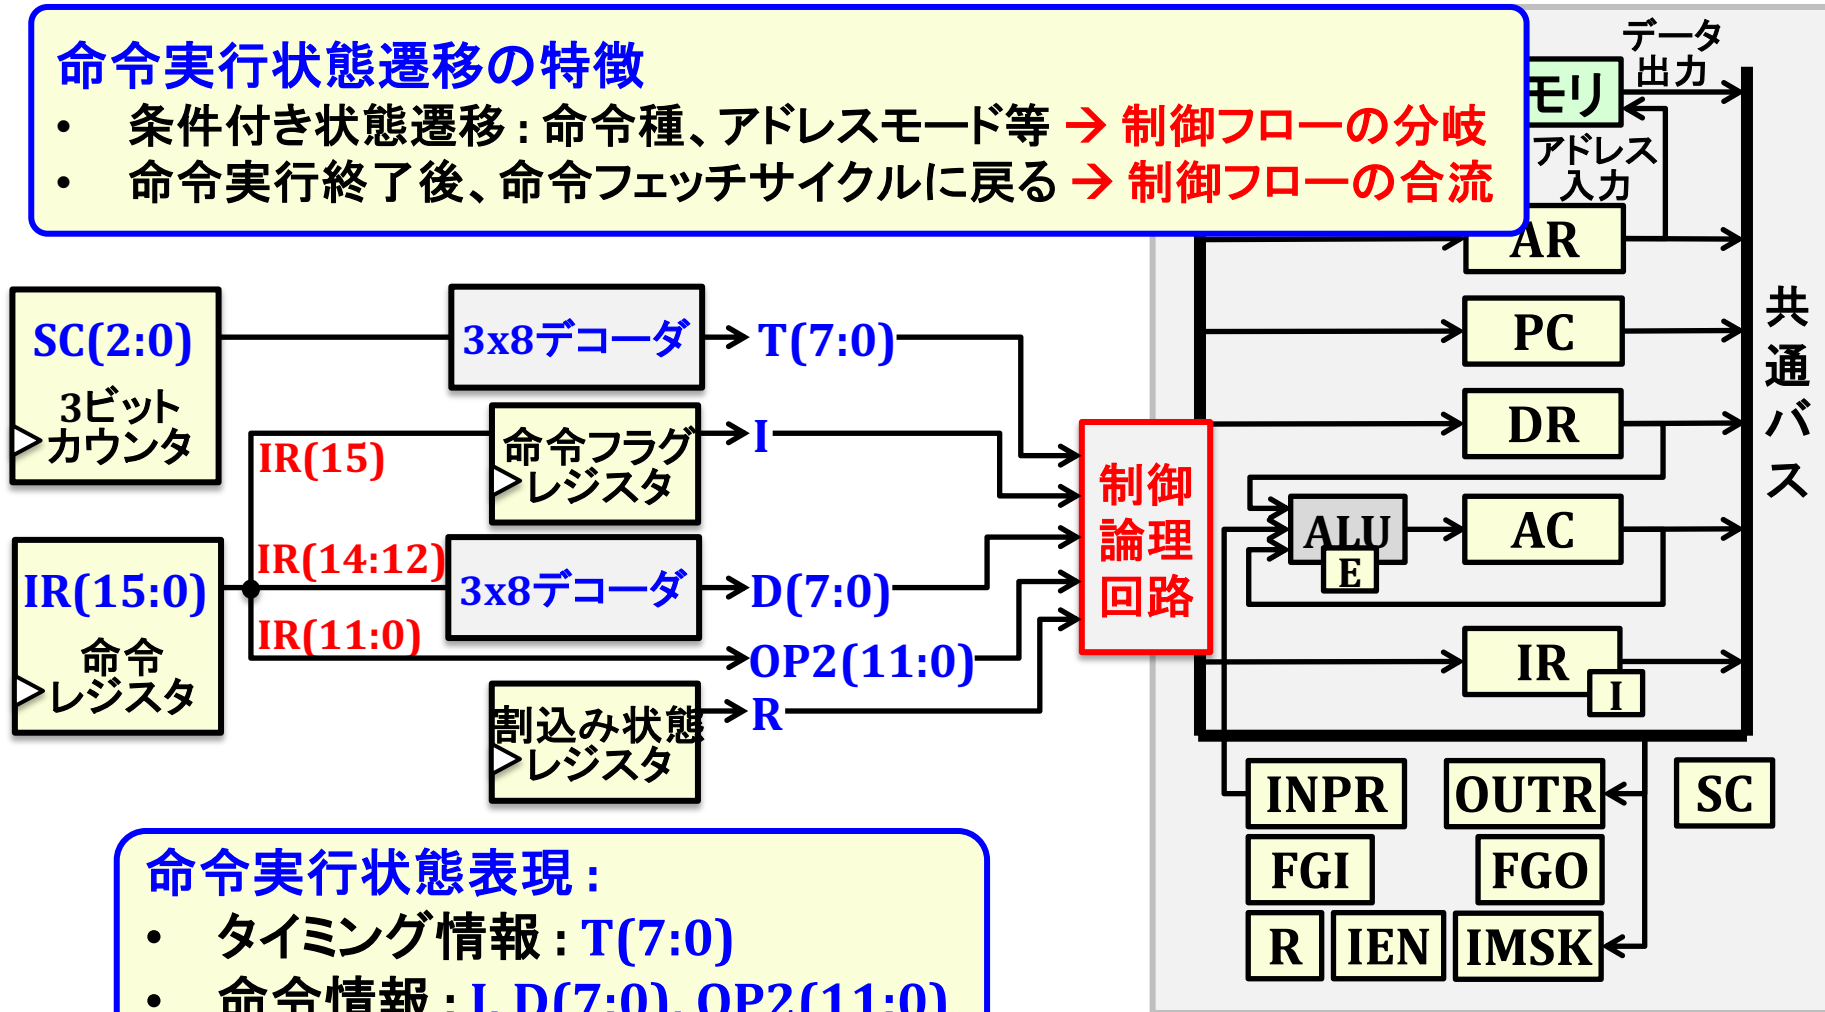 命令実行状態遷移の特徴
• 条件付き状態遷移 : 命令種、アドレスモード等 → 制御フローの分岐
• 命令実行終了後、命令フェッチサイクルに戻る → 制御フローの合流
データ
出力
モリ
アドレス
入力
AR
PC
DR
ALU
E
AC
IR
I
共
通
バ
ス
SC(2:0)
3ビット
カウンタ
3x8デコーダ
T(7:0)
IR(15)
命令フラグ
レジスタ
I
IR(15:0)
命令
レジスタ
IR(14:12)
3x8デコーダ
D(7:0)
IR(11:0)
OP2(11:0)
割込み状態
レジスタ
R
制御
論理
回路
INPR
OUTR
SC
FGI
FGO
R
IEN
IMSK
命令実行状態表現 :
• タイミング情報 : T(7:0)
• 命令情報 : I, D(7:0), OP2(11:0)